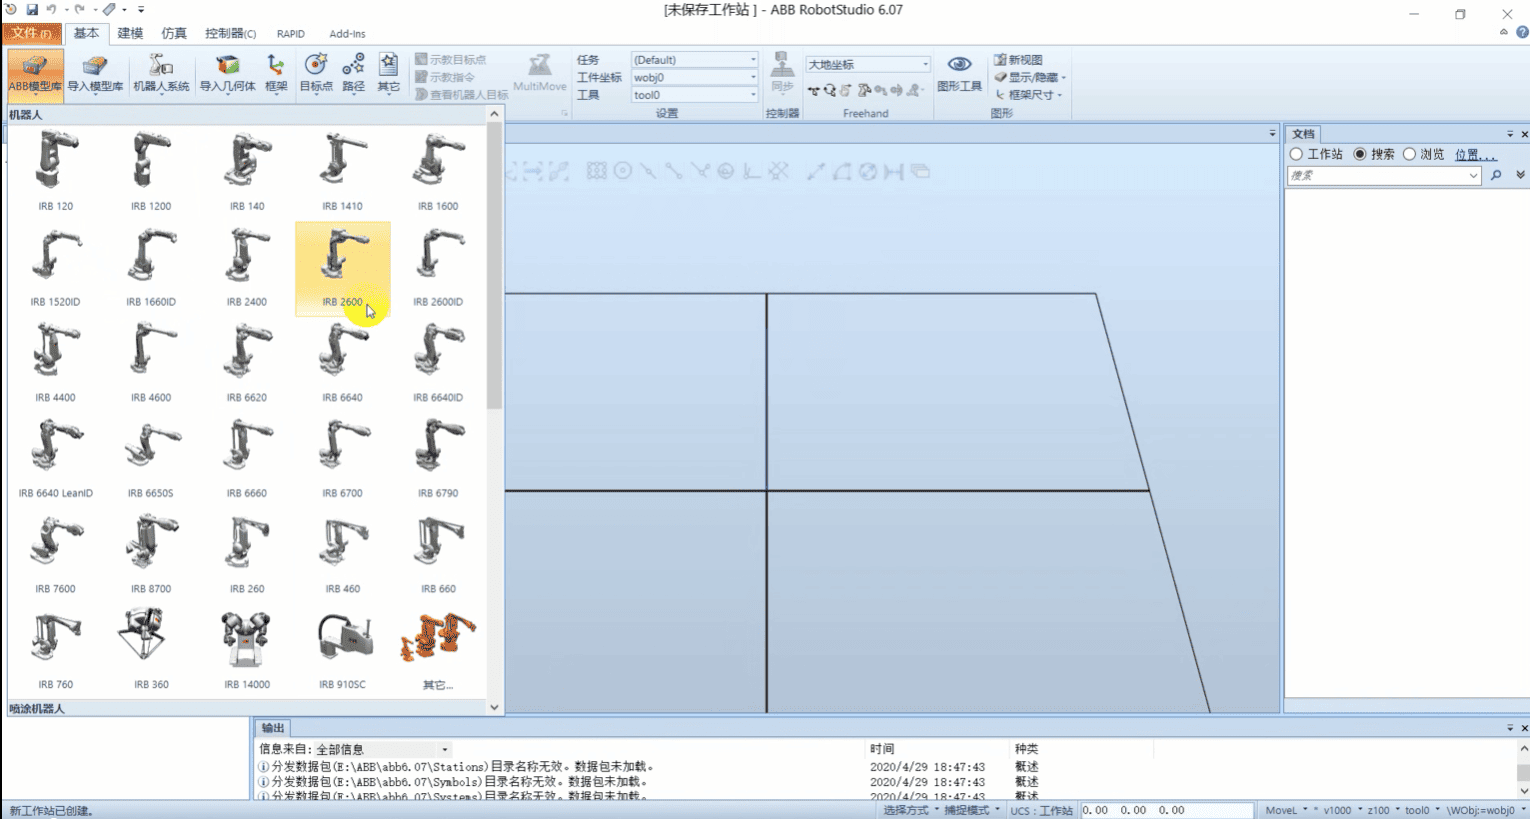 [未保存工作站] - ABB RobotStudio 6.07
文件(F) 基本 建模 仿真 控制器(C) RAPID Add-Ins
ABB模型库 导入模型库 机器人系统 导入几何体 框架 目标点 路径 其它
示教目标点
示教指令
查看机器人目标
MultiMove
任务 (Default)
工件坐标 wobj0
工具 tool0
设置
同步
控制器
大地坐标
Freehand
图形工具
新视图
显示/隐藏
框架尺寸
图形
机器人
IRB 120 IRB 1200 IRB 140 IRB 1410 IRB 1600
IRB 1520ID IRB 1660ID IRB 2400 IRB 2600 IRB 2600ID
IRB 4400 IRB 4600 IRB 6620 IRB 6640 IRB 6640ID
IRB 6640 LeanID IRB 6650S IRB 6660 IRB 6700 IRB 6790
IRB 7600 IRB 8700 IRB 260 IRB 460 IRB 660
IRB 760 IRB 360 IRB 14000 IRB 910SC 其它...
喷涂机器人
文档
工作站 搜索 浏览 位置...
搜索
输出
信息来自: 全部信息 时间 种类
分发数据包(E:\ABB\abb6.07\Stations)目录名称无效。数据包未加载。 2020/4/29 18:47:43 概述
分发数据包(E:\ABB\abb6.07\Symbols)目录名称无效。数据包未加载。 2020/4/29 18:47:43 概述
分发数据包(E:\ABB\abb6.07\Systems)目录名称无效。数据包未加载。 2020/4/29 18:47:43 概述
新工作站已创建。 选择方式 捕捉模式 UCS : 工作站 0.00 0.00 0.00 MoveL * v1000 z100 tool0 \WObj:=wobj0